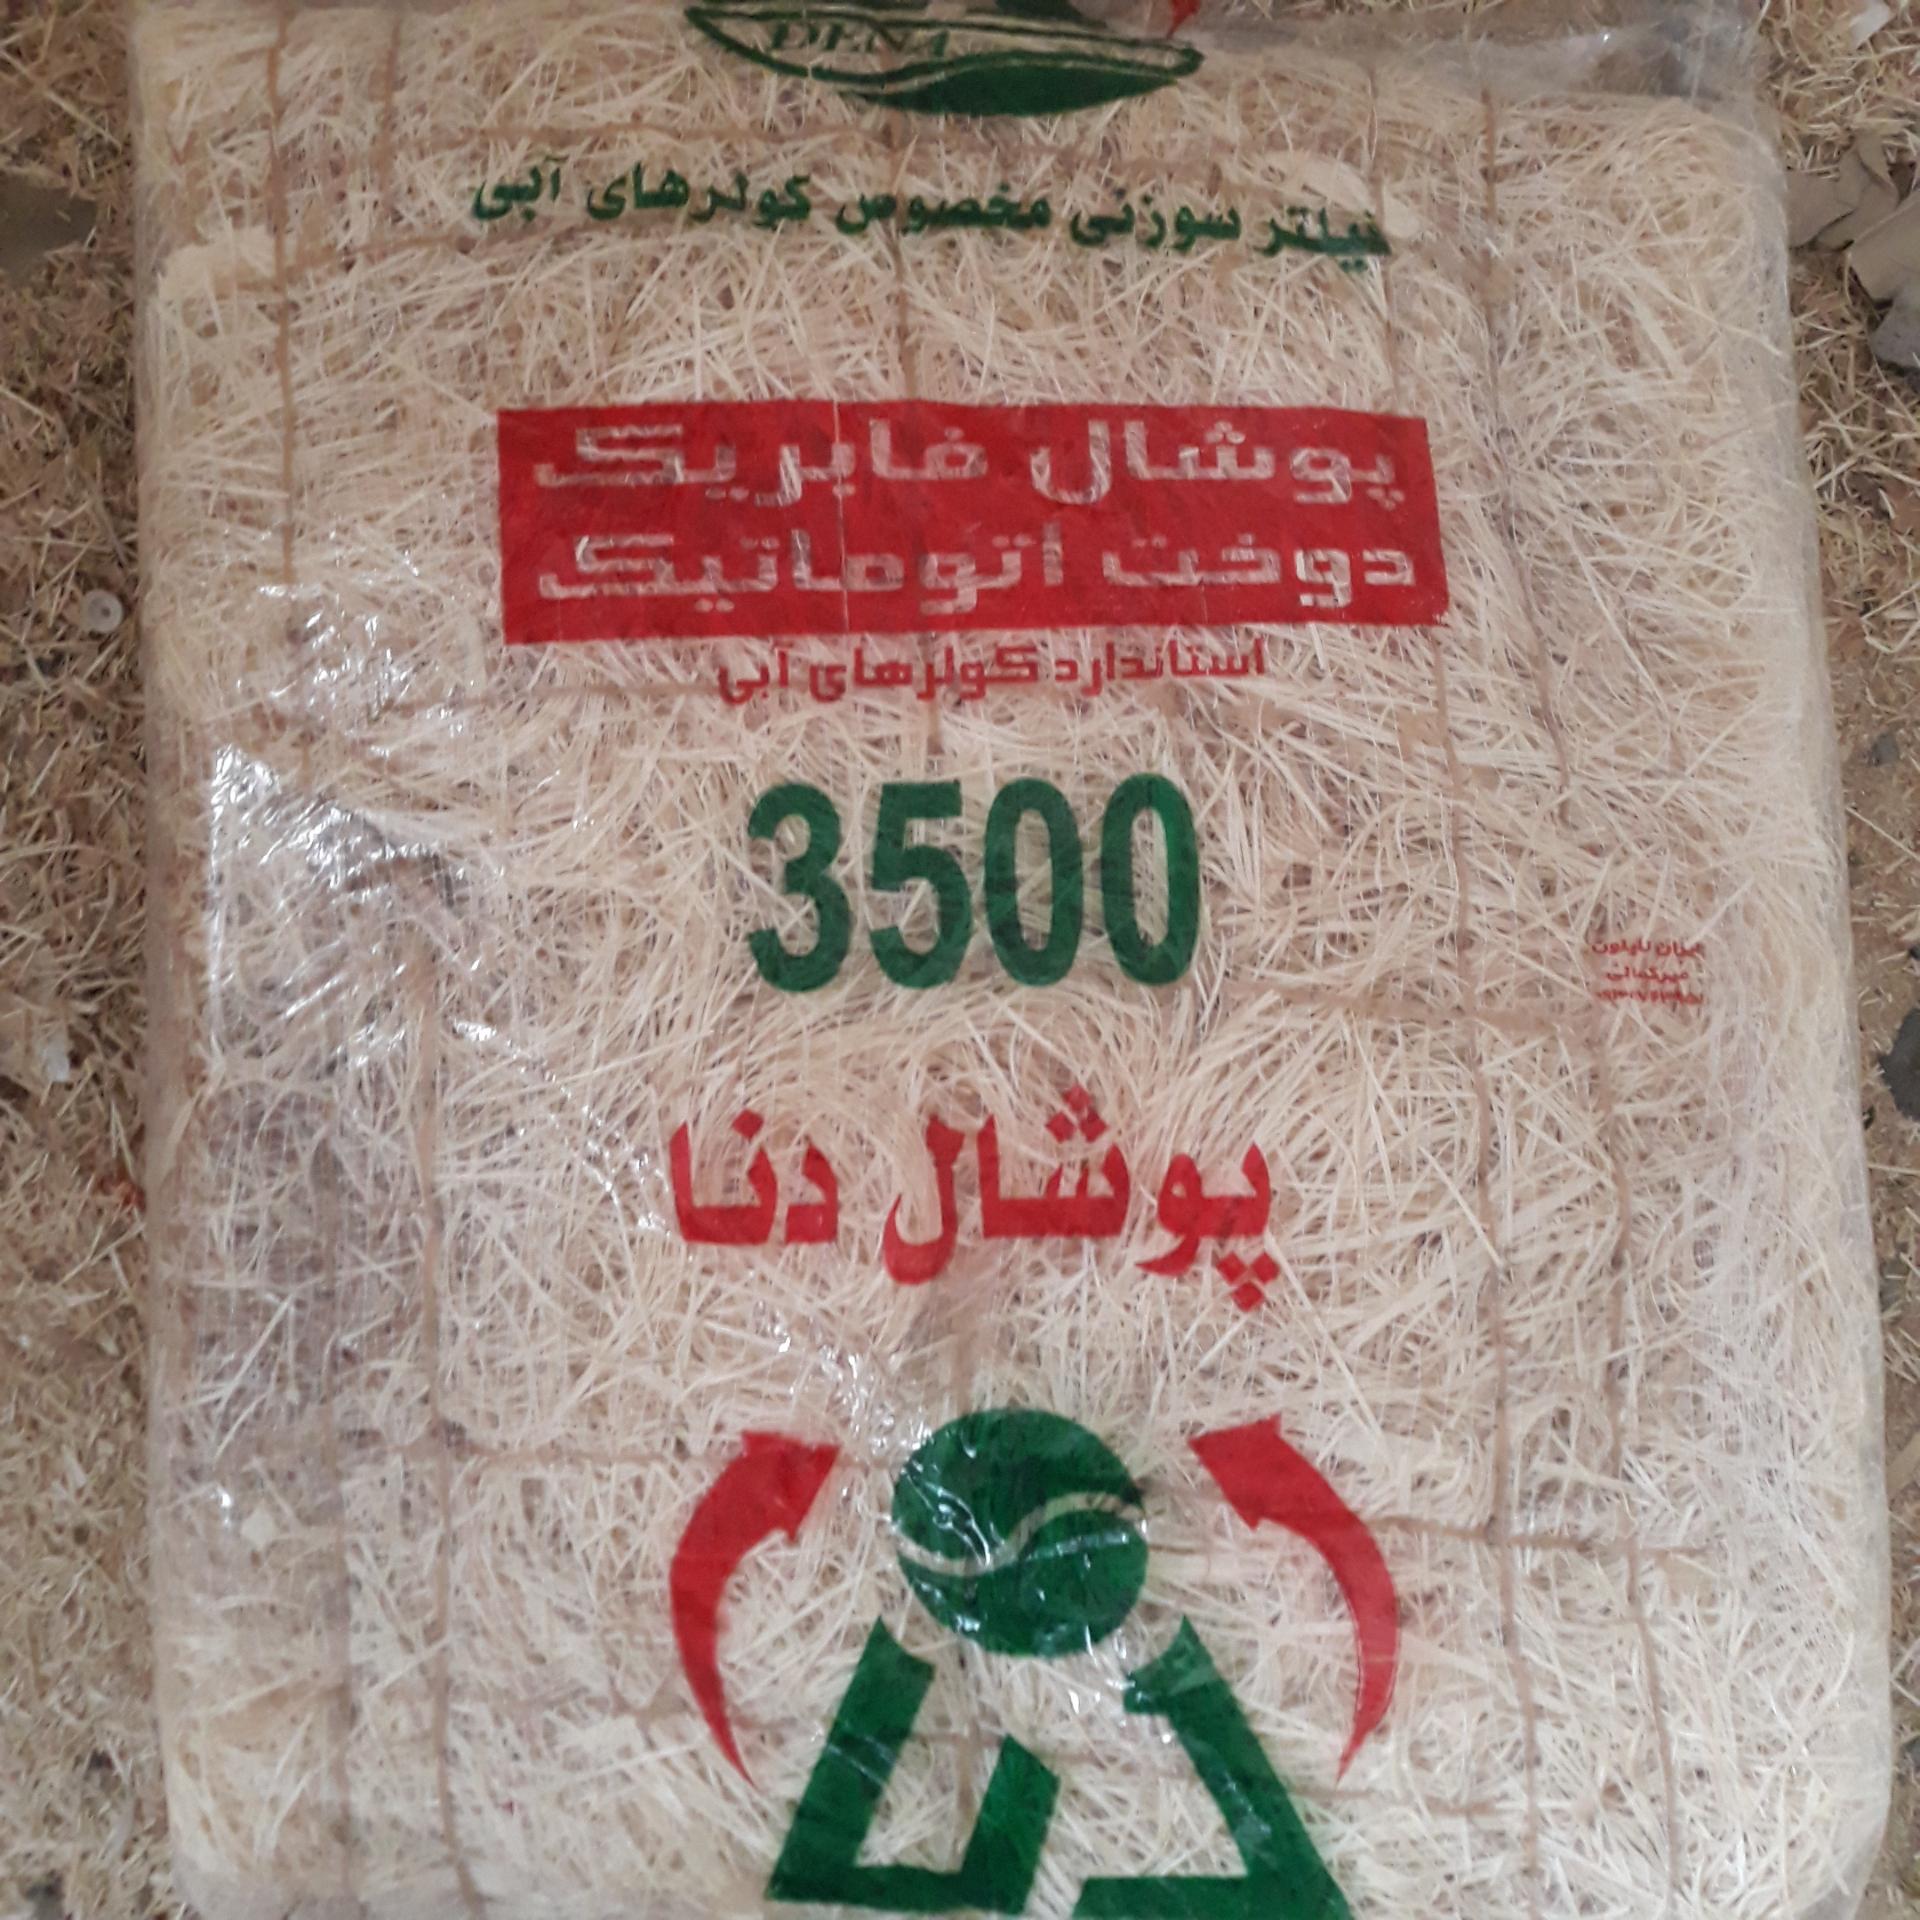 DENA
فیلتر سوزنی مخصوص کولرهای آبی
پوشال فابریک
دوخت اتوماتیک
استاندارد کولرهای آبی
3500
پوشال دنا